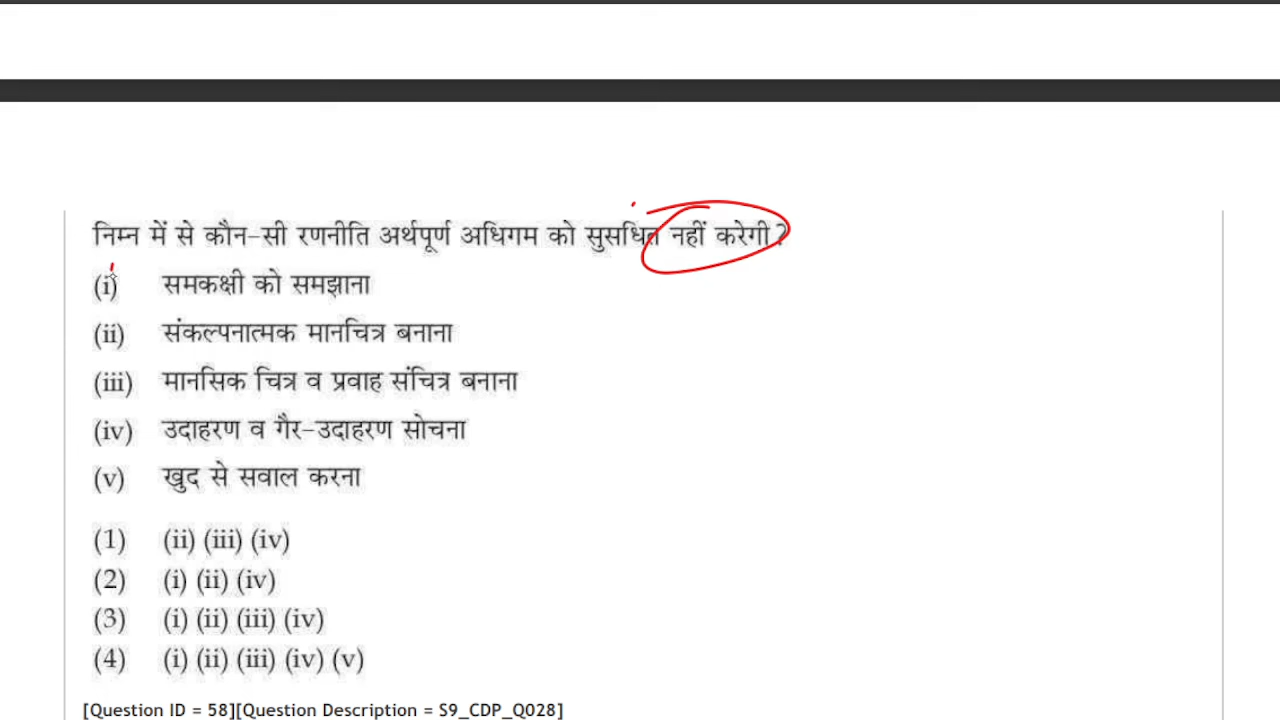 निम्न में से कौन-सी रणनीति अर्थपूर्ण अधिगम को सुसधित नहीं करेगी ?
(i) समकक्षी को समझाना
(ii) संकल्पनात्मक मानचित्र बनाना
(iii) मानसिक चित्र व प्रवाह संचित्र बनाना
(iv) उदाहरण व गैर-उदाहरण सोचना
(v) खुद से सवाल करना
(1) (ii) (iii) (iv)
(2) (i) (ii) (iv)
(3) (i) (ii) (iii) (iv)
(4) (i) (ii) (iii) (iv) (v)
[Question ID = 58][Question Description = S9_CDP_Q028]